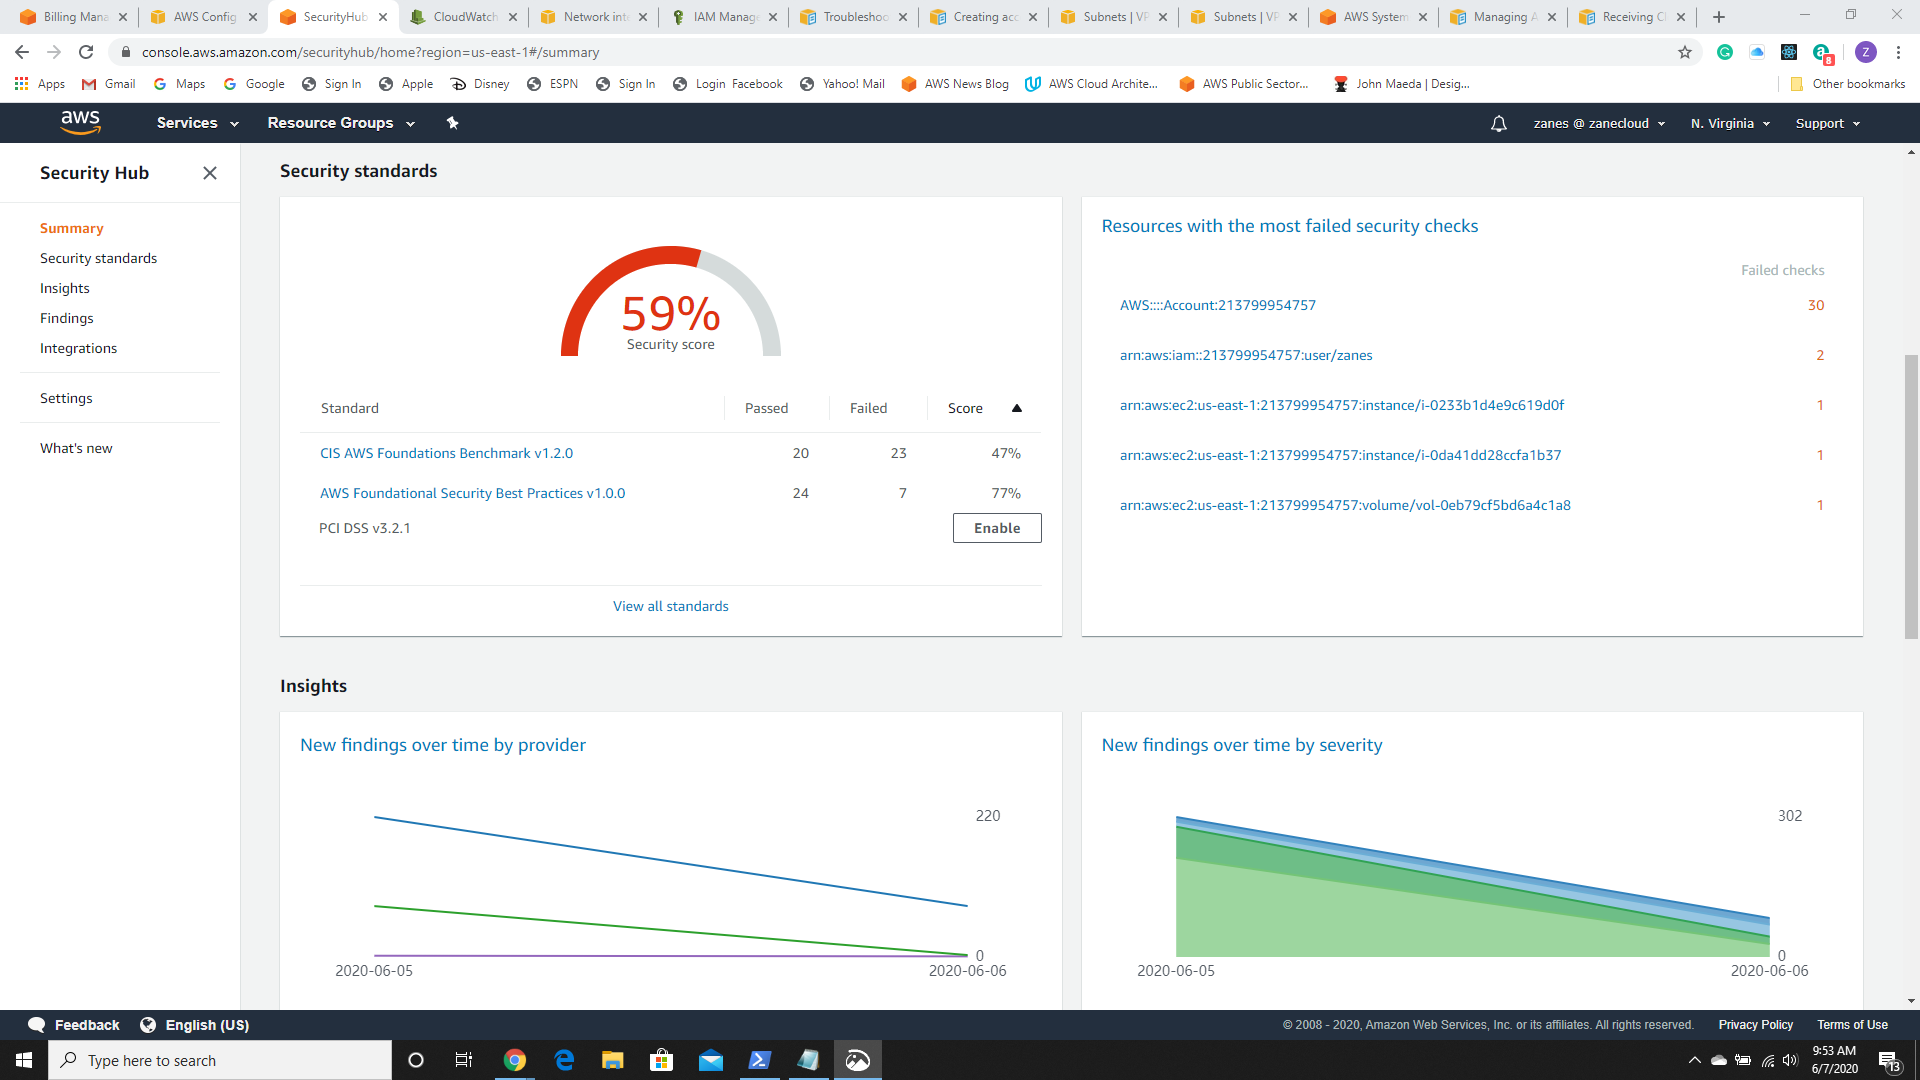 Billing Mana
AWS Config
SecurityHub
CloudWatch
Network int
IAM Manage
Troubleshoo
Creating acc
Subnets | VP
Subnets | VP
AWS System
Managing A
Receiving Cl
console.aws.amazon.com/securityhub/home?region=us-east-1#/summary
8
Z
Apps
Gmail
Maps
Google
Sign In
Apple
Disney
ESPN
Sign In
Login Facebook
Yahoo! Mail
AWS News Blog
AWS Cloud Archite...
AWS Public Sector...
John Maeda | Desig...
Other bookmarks
aws
Services
Resource Groups
zanes @ zanecloud
N. Virginia
Support
Security Hub
Summary
Security standards
Insights
Findings
Integrations
Settings
What's new
Security standards
59%
Security score
Standard Passed Failed Score
CIS AWS Foundations Benchmark v1.2.0 20 23 47%
AWS Foundational Security Best Practices v1.0.0 24 7 77%
PCI DSS v3.2.1 Enable
View all standards
Resources with the most failed security checks
Failed checks
AWS::::Account:213799954757 30
arn:aws:iam::213799954757:user/zanes 2
arn:aws:ec2:us-east-1:213799954757:instance/i-0233b1d4e9c619d0f 1
arn:aws:ec2:us-east-1:213799954757:instance/i-0da41dd28ccfa1b37 1
arn:aws:ec2:us-east-1:213799954757:volume/vol-0eb79cf5bd6a4c1a8 1
Insights
New findings over time by provider
220
0
2020-06-05 2020-06-06
New findings over time by severity
302
0
2020-06-05 2020-06-06
Feedback
English (US)
© 2008 - 2020, Amazon Web Services, Inc. or its affiliates. All rights reserved.
Privacy Policy
Terms of Use
Type here to search
9:53 AM
6/7/2020
13